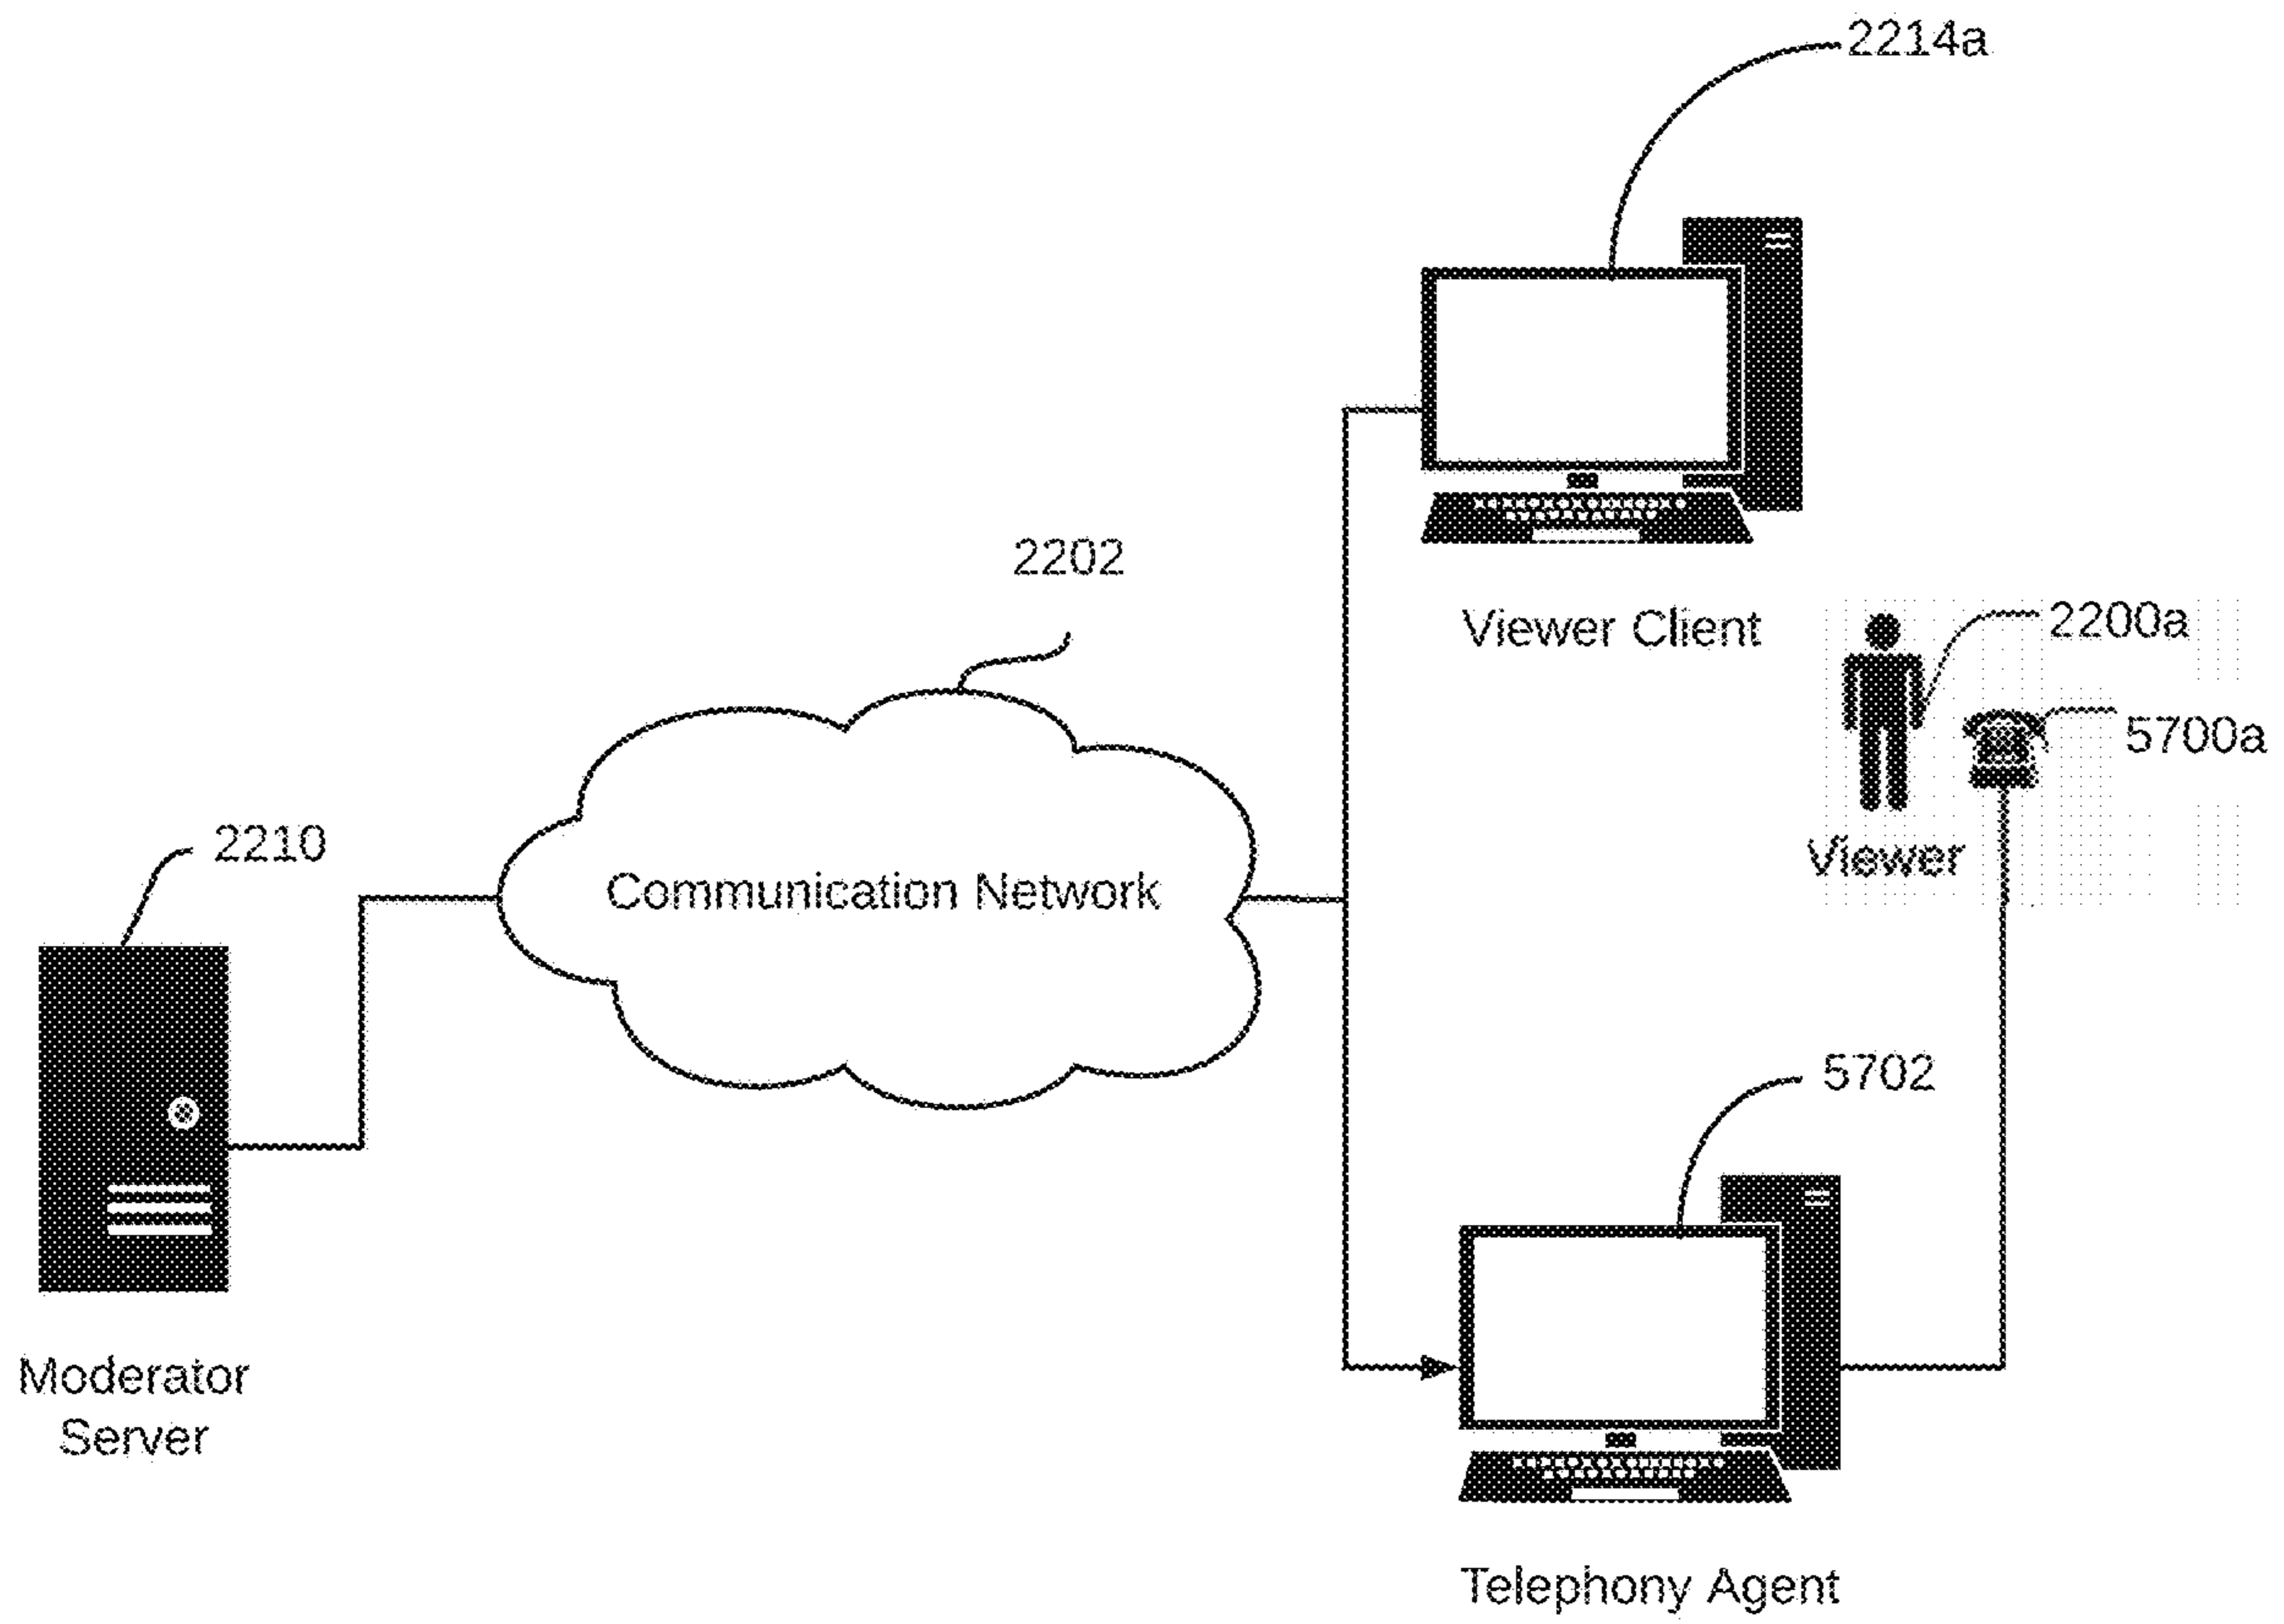 2214a
2202
Viewer Client
2200a
5700a
2210
Communication Network
Viewer
5702
Moderator
Server
Telephony Agent